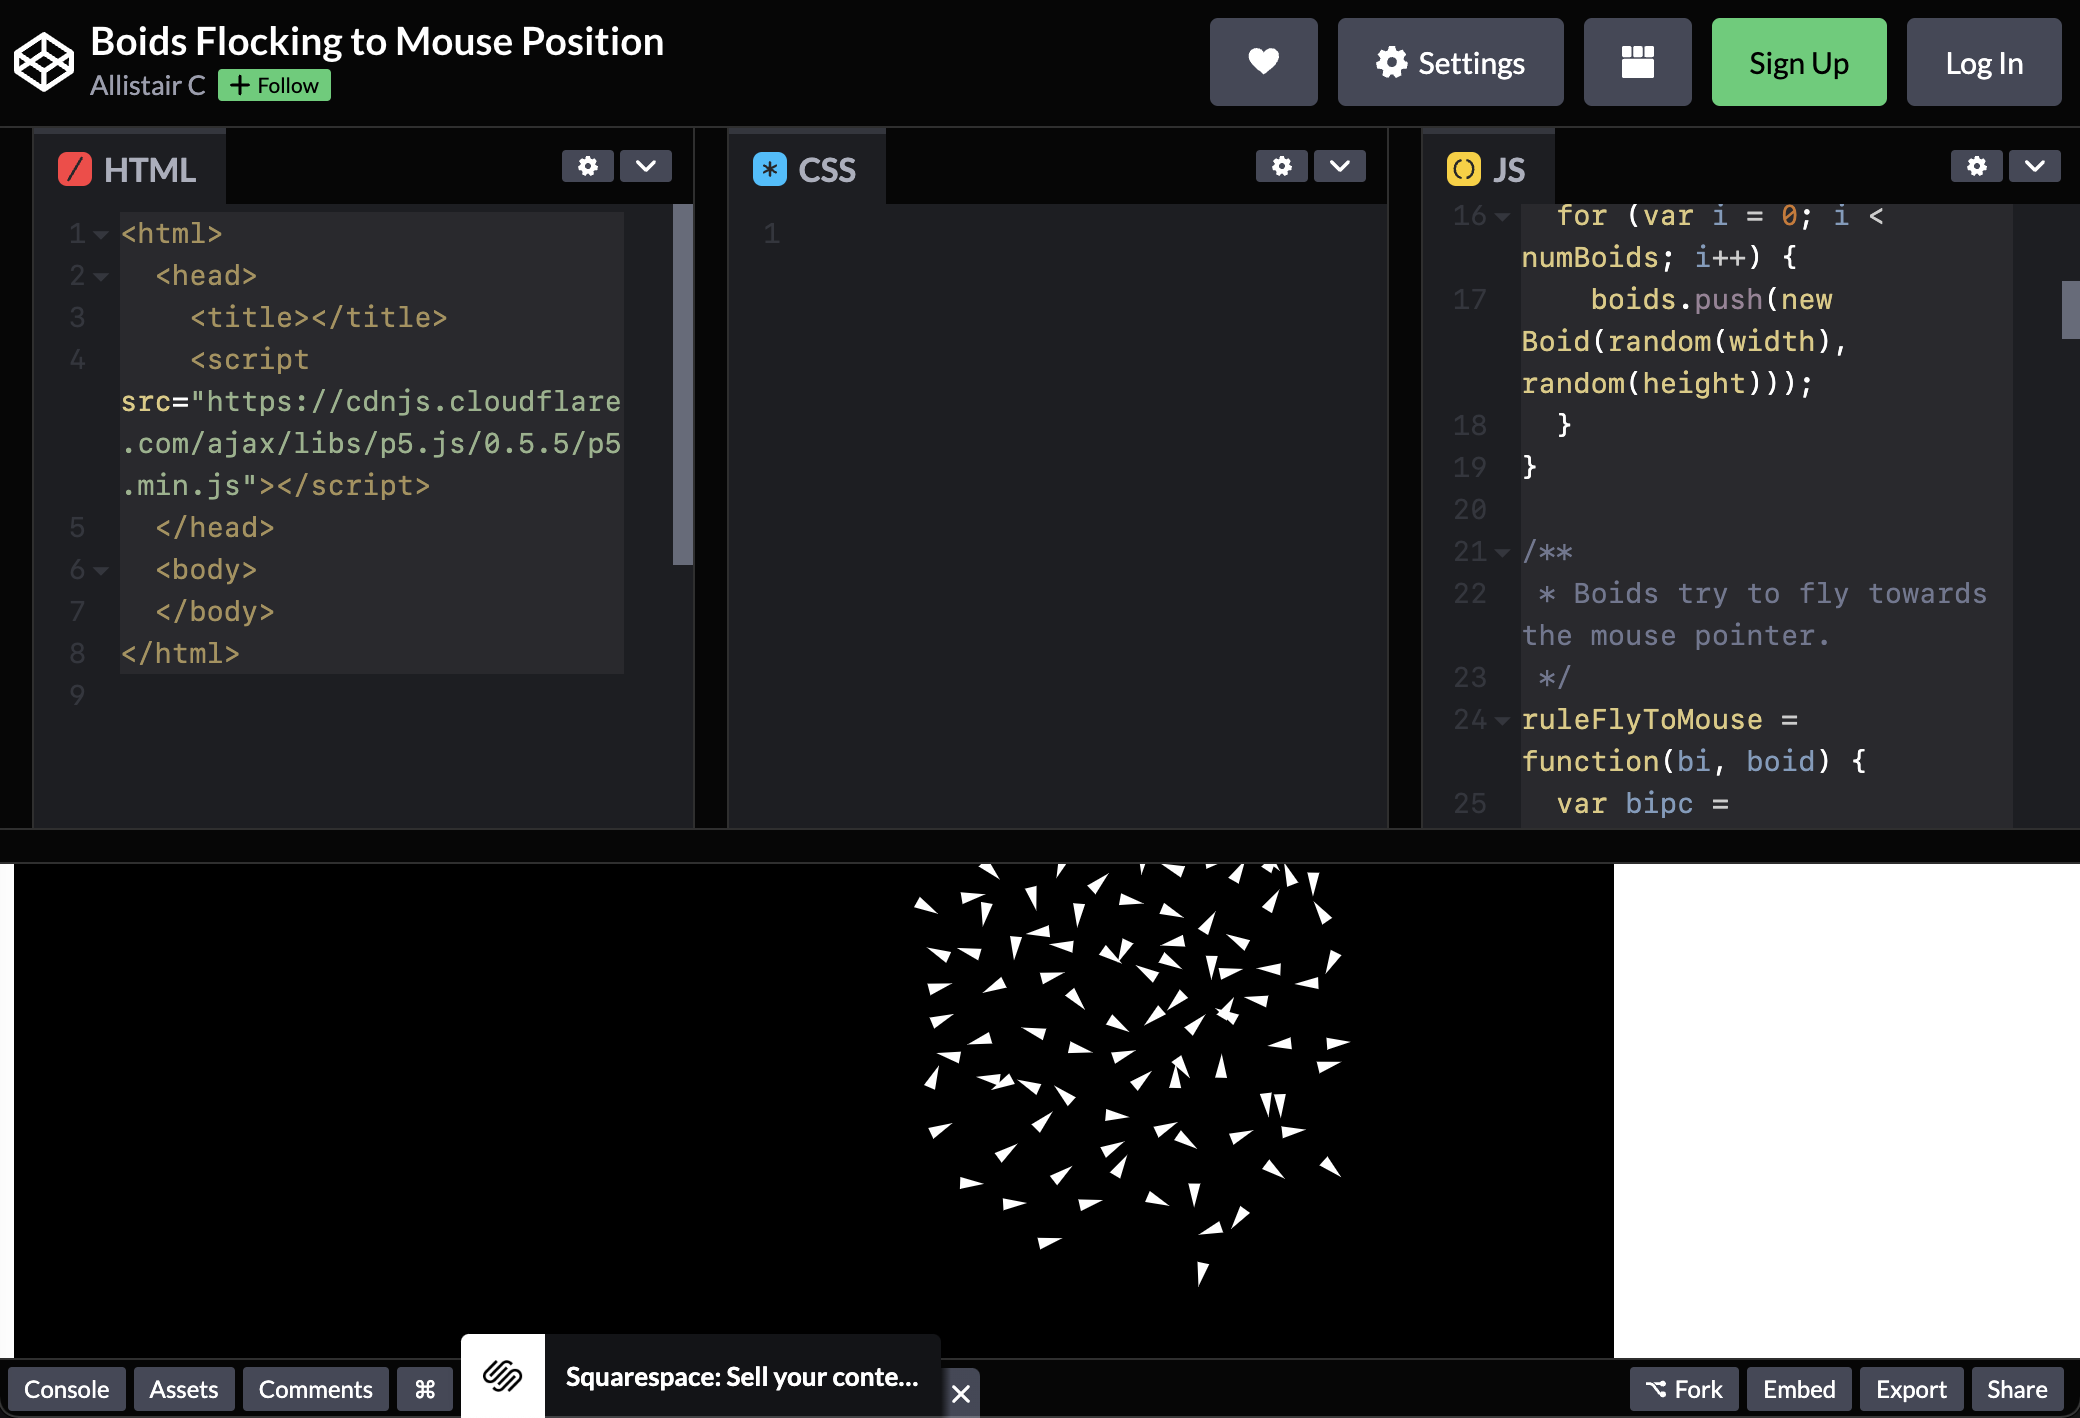 Boids Flocking to Mouse Position
Allistair C
+ Follow
Settings
Sign Up
Log In
HTML
1 <html>
2 <head>
3 <title></title>
4 <script
src="https://cdnjs.cloudflare
.com/ajax/libs/p5.js/0.5.5/p5
.min.js"></script>
5 </head>
6 <body>
7 </body>
8 </html>
9
CSS
1
JS
16 for (var i = 0; i <
numBoids; i++) {
17 boids.push(new
Boid(random(width),
random(height)));
18 }
19 }
20
21 /**
22 * Boids try to fly towards
the mouse pointer.
23 */
24 ruleFlyToMouse =
function(bi, boid) {
25 var bipc =
Console
Assets
Comments
⌘
Squarespace: Sell your conte...
Fork
Embed
Export
Share